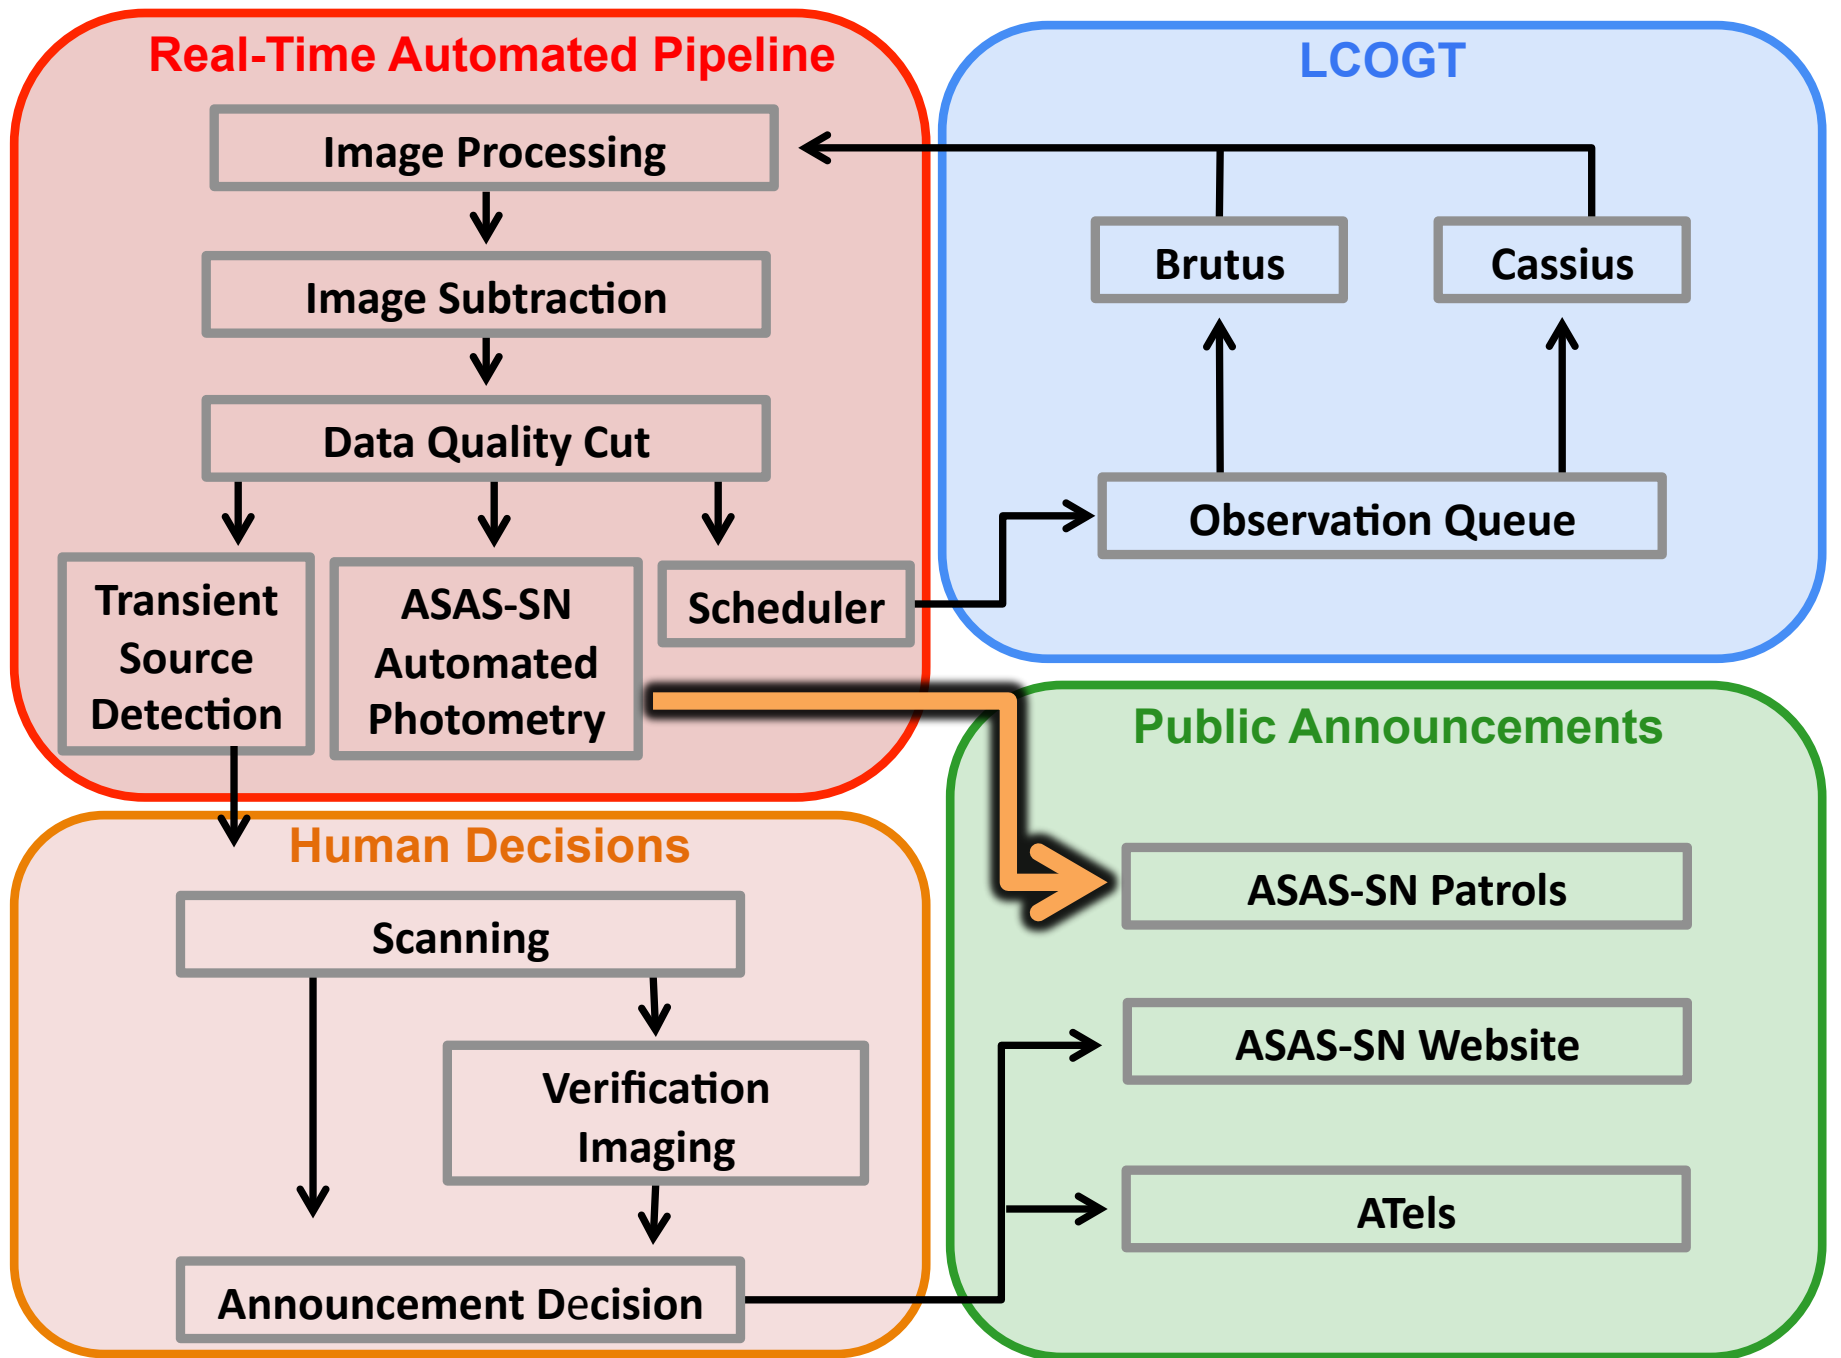 Real-Time Automated Pipeline
Image Processing
Image Subtraction
Data Quality Cut
Transient
Source
Detection
ASAS-SN
Automated
Photometry
Scheduler
LCOGT
Brutus
Cassius
Observation Queue
Human Decisions
Scanning
Verification
Imaging
Announcement Decision
Public Announcements
ASAS-SN Patrols
ASAS-SN Website
ATels